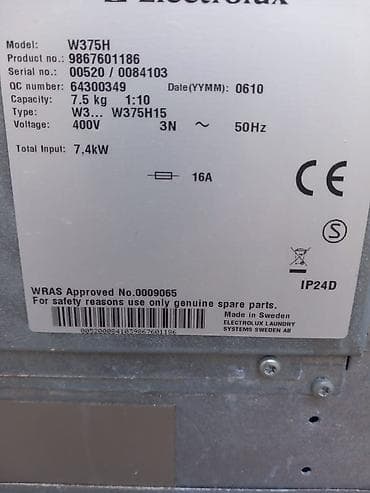 Electrolux
Model: W375H
Product no.: 9867601186
Serial no.: 00520 / 0084103
QC number: 64300349 Date(YYMM): 0610
Capacity: 7.5 kg 1:10
Type: W3... W375H15
Voltage: 400V 3N ~ 50Hz
Total Input: 7,4kW
16A
CE
S
IP24D
WRAS Approved No.0009065
For safety reasons use only genuine spare parts.
Made in Sweden
ELECTROLUX LAUNDRY
SYSTEMS SWEDEN AB
0052000841039867601186